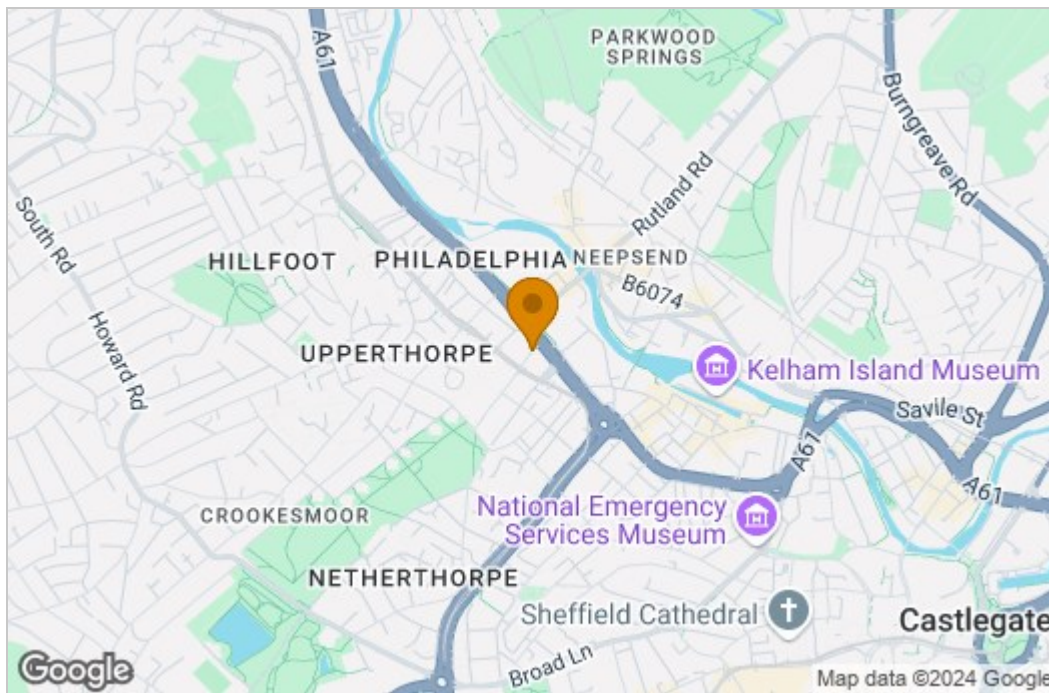 A61
PARKWOOD
SPRINGS
Burngreave Rd
Rutland Rd
South Rd
HILLFOOT
PHILADELPHIA
NEEPSEND
B6074
Howard Rd
UPPERTHORPE
Kelham Island Museum
Savile St
A61
A61
National Emergency
Services Museum
CROOKESMOOR
NETHERTHORPE
Sheffield Cathedral
Castlegate
Broad Ln
Google
Map data ©2024 Google